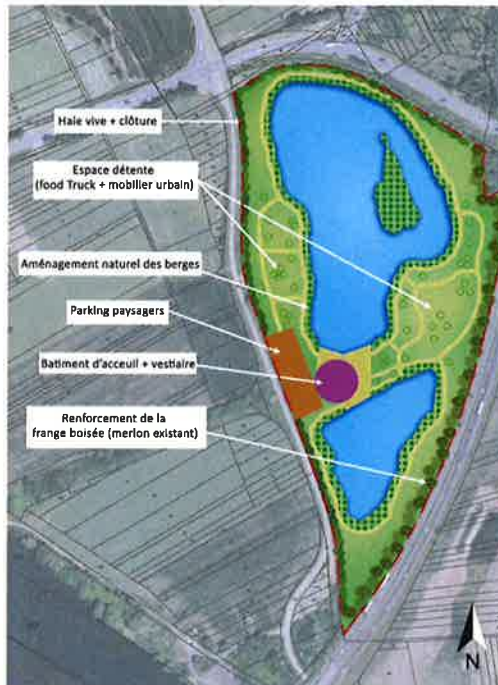 Haie vive + clôture
Espace détente
(food Truck + mobilier urbain)
Aménagement naturel des berges
Parking paysagers
Batiment d'acceuil + vestiaire
Renforcement de la
frange boisée (merlon existant)
N